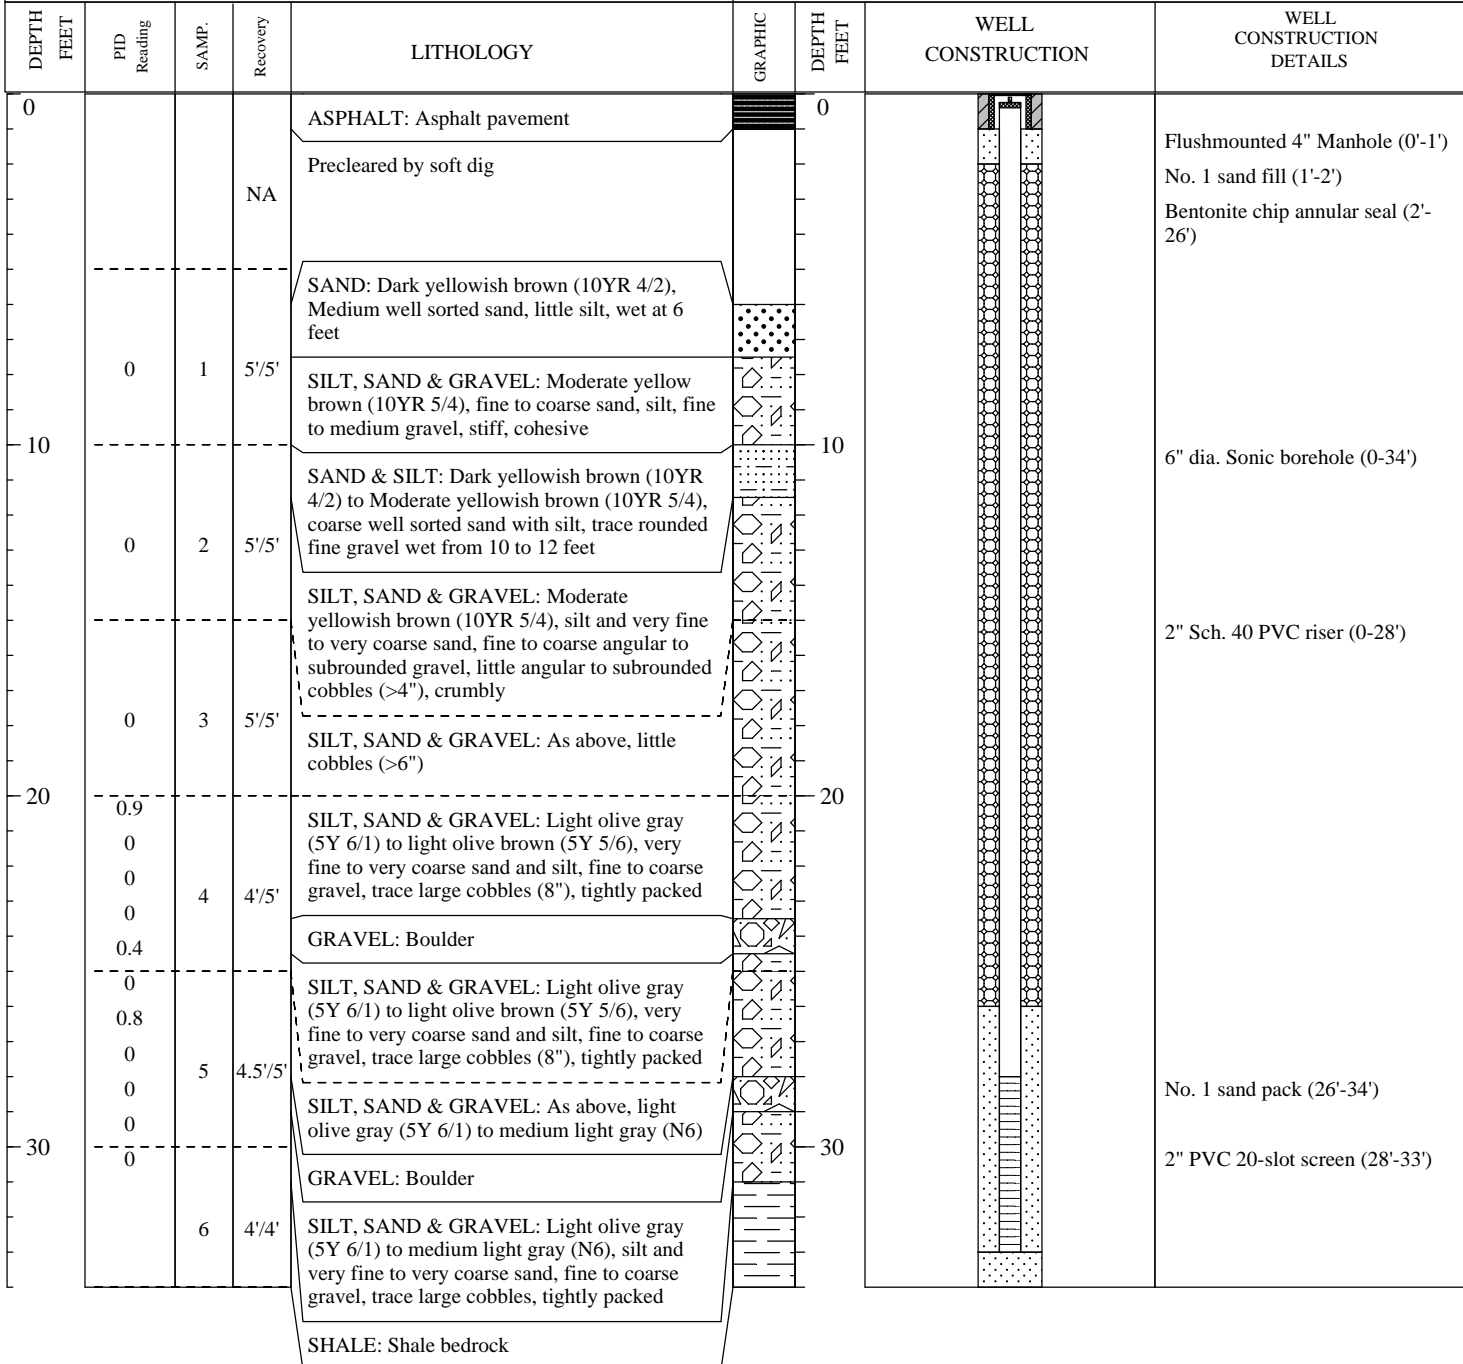 DEPTH
FEET
PID
Reading
SAMP.
Recovery
LITHOLOGY
GRAPHIC
DEPTH
FEET
WELL
CONSTRUCTION
WELL
CONSTRUCTION
DETAILS
0
ASPHALT: Asphalt pavement
0
Flushmounted 4" Manhole (0'-1')
Precleared by soft dig
No. 1 sand fill (1'-2')
NA
Bentonite chip annular seal (2'-
26')
SAND: Dark yellowish brown (10YR 4/2),
Medium well sorted sand, little silt, wet at 6
feet
0 1 5'/5'
SILT, SAND & GRAVEL: Moderate yellow
brown (10YR 5/4), fine to coarse sand, silt, fine
to medium gravel, stiff, cohesive
10
10
6" dia. Sonic borehole (0-34')
SAND & SILT: Dark yellowish brown (10YR
4/2) to Moderate yellowish brown (10YR 5/4),
coarse well sorted sand with silt, trace rounded
fine gravel wet from 10 to 12 feet
0 2 5'/5'
SILT, SAND & GRAVEL: Moderate
yellowish brown (10YR 5/4), silt and very fine
to very coarse sand, fine to coarse angular to
subrounded gravel, little angular to subrounded
cobbles (>4"), crumbly
2" Sch. 40 PVC riser (0-28')
0 3 5'/5'
SILT, SAND & GRAVEL: As above, little
cobbles (>6")
20
20
0.9
0
0
0
0.4
4 4'/5'
SILT, SAND & GRAVEL: Light olive gray
(5Y 6/1) to light olive brown (5Y 5/6), very
fine to very coarse sand and silt, fine to coarse
gravel, trace large cobbles (8"), tightly packed
GRAVEL: Boulder
0
0.8
0
0
0
5 4.5'/5'
SILT, SAND & GRAVEL: Light olive gray
(5Y 6/1) to light olive brown (5Y 5/6), very
fine to very coarse sand and silt, fine to coarse
gravel, trace large cobbles (8"), tightly packed
SILT, SAND & GRAVEL: As above, light
olive gray (5Y 6/1) to medium light gray (N6)
No. 1 sand pack (26'-34')
30
0
30
2" PVC 20-slot screen (28'-33')
GRAVEL: Boulder
6 4'/4'
SILT, SAND & GRAVEL: Light olive gray
(5Y 6/1) to medium light gray (N6), silt and
very fine to very coarse sand, fine to coarse
gravel, trace large cobbles, tightly packed
SHALE: Shale bedrock